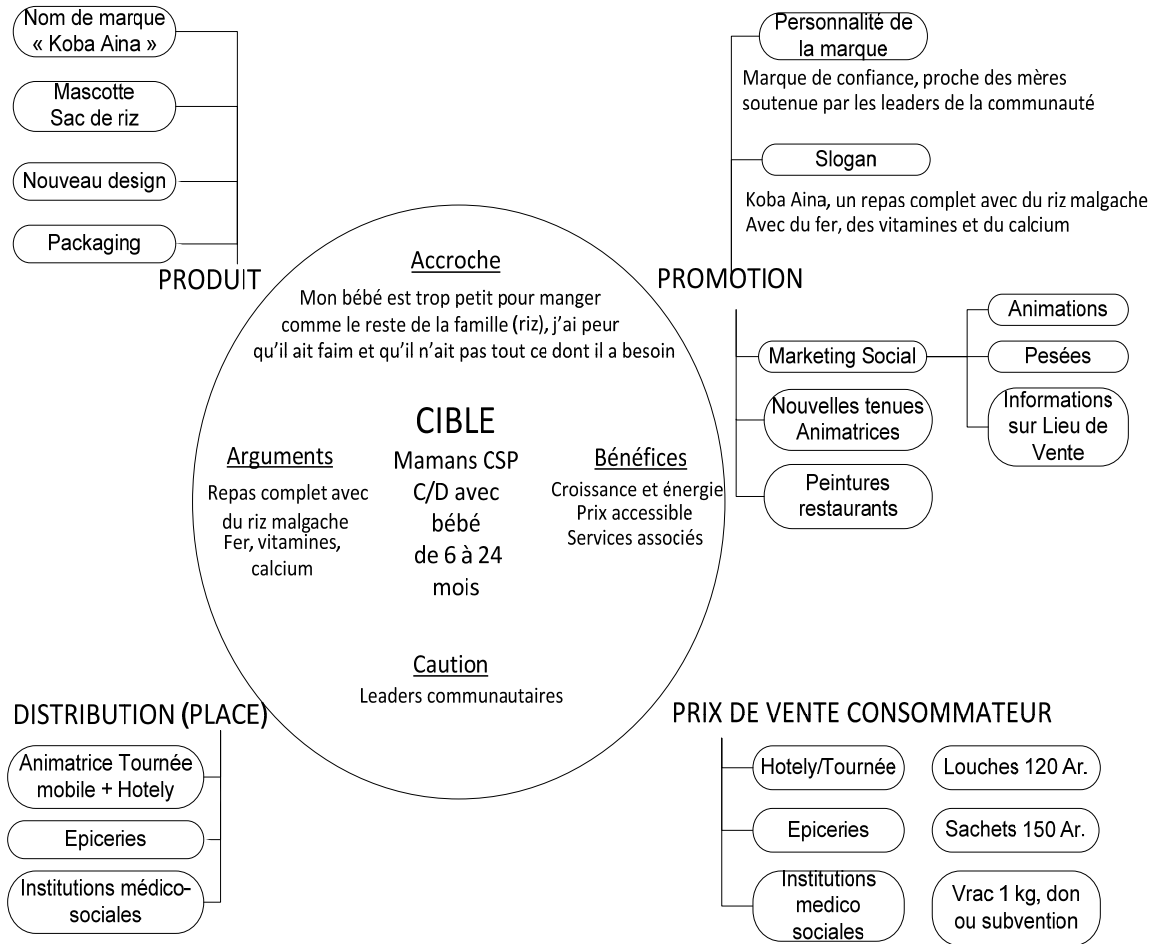 Nom de marque
« Koba Aina »
Mascotte
Sac de riz
Nouveau design
Packaging
PRODUIT
Personnalité de
la marque
Marque de confiance, proche des mères
soutenue par les leaders de la communauté
Slogan
Koba Aina, un repas complet avec du riz malgache
Avec du fer, des vitamines et du calcium
PROMOTION
Marketing Social
Nouvelles tenues
Animatrices
Peintures
restaurants
Animations
Pesées
Informations
sur Lieu de
Vente
Accroche
Mon bébé est trop petit pour manger
comme le reste de la famille (riz), j'ai peur
qu'il ait faim et qu'il n'ait pas tout ce dont il a besoin
CIBLE
Mamans CSP
C/D avec
bébé
de 6 à 24
mois
Arguments
Repas complet avec
du riz malgache
Fer, vitamines,
calcium
Bénéfices
Croissance et énergie
Prix accessible
Services associés
Caution
Leaders communautaires
DISTRIBUTION (PLACE)
Animatrice Tournée
mobile + Hotely
Epiceries
Institutions médico-
sociales
PRIX DE VENTE CONSOMMATEUR
Hotely/Tournée
Louches 120 Ar.
Epiceries
Sachets 150 Ar.
Institutions
medico
sociales
Vrac 1 kg, don
ou subvention